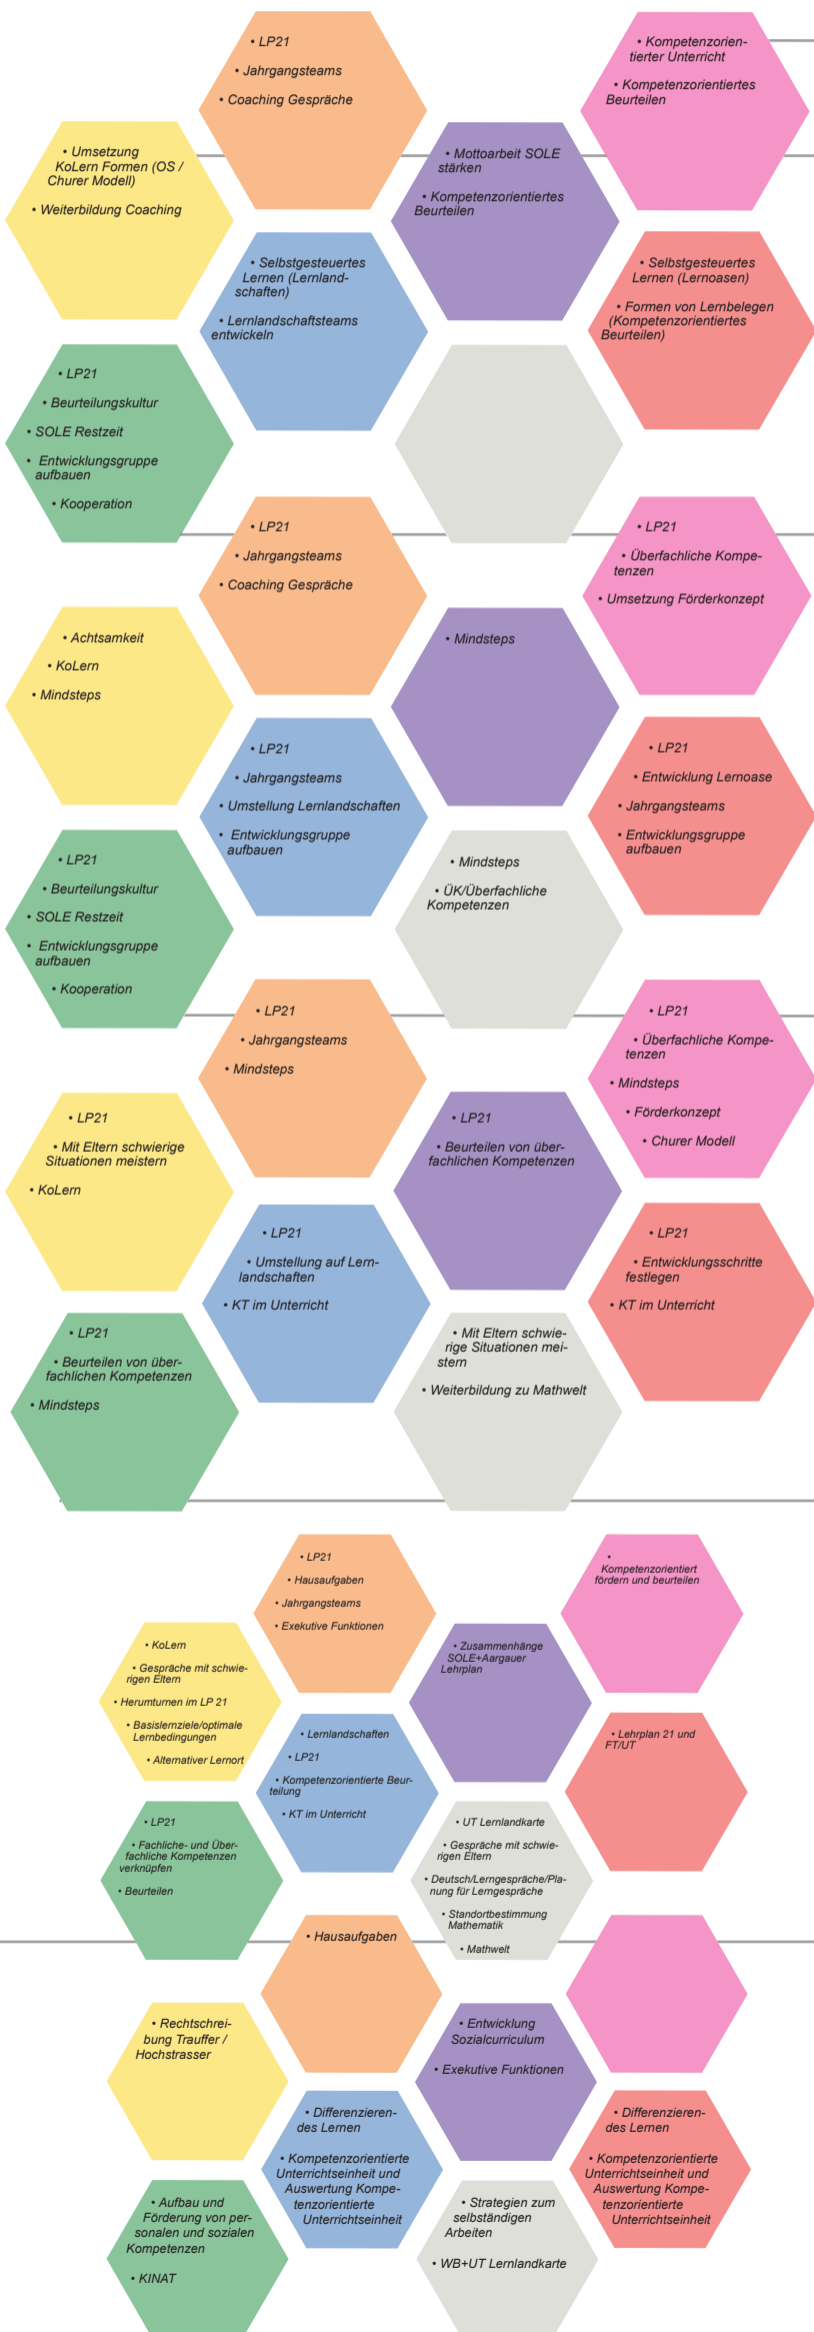 • LP21
• Jahrgangsteams
• Coaching Gespräche
• Kompetenzorien-
tierter Unterricht
• Kompetenzorientiertes
Beurteilen
• Umsetzung
KoLern Formen (OS /
Churer Modell)
• Weiterbildung Coaching
• Mottoarbeit SOLE
stärken
• Kompetenzorientiertes
Beurteilen
• Selbstgesteuertes
Lernen (Lernland-
schaften)
• Lernlandschaftsteams
entwickeln
• Selbstgesteuertes
Lernen (Lernoasen)
• Formen von Lernbelegen
(Kompetenzorientiertes
Beurteilen)
• LP21
• Beurteilungskultur
• SOLE Restzeit
• Entwicklungsgruppe
aufbauen
• Kooperation
• LP21
• Jahrgangsteams
• Coaching Gespräche
• LP21
• Überfachliche Kompe-
tenzen
• Umsetzung Förderkonzept
• Achtsamkeit
• KoLern
• Mindsteps
• Mindsteps
• LP21
• Jahrgangsteams
• Umstellung Lernlandschaften
• Entwicklungsgruppe
aufbauen
• LP21
• Entwicklung Lernoase
• Jahrgangsteams
• Entwicklungsgruppe
aufbauen
• LP21
• Beurteilungskultur
• SOLE Restzeit
• Entwicklungsgruppe
aufbauen
• Kooperation
• Mindsteps
• ÜK/Überfachliche
Kompetenzen
• LP21
• Jahrgangsteams
• Mindsteps
• LP21
• Überfachliche Kompe-
tenzen
• Mindsteps
• Förderkonzept
• Churer Modell
• LP21
• Mit Eltern schwierige
Situationen meistern
• KoLern
• LP21
• Beurteilen von über-
fachlichen Kompetenzen
• LP21
• Umstellung auf Lern-
landschaften
• KT im Unterricht
• LP21
• Entwicklungsschritte
festlegen
• KT im Unterricht
• LP21
• Beurteilen von über-
fachlichen Kompetenzen
• Mindsteps
• Mit Eltern schwie-
rige Situationen mei-
stern
• Weiterbildung zu Mathwelt
• LP21
• Hausaufgaben
• Jahrgangsteams
• Exekutive Funktionen
•
Kompetenzorientiert
fördern und beurteilen
• KoLern
• Gespräche mit schwie-
rigen Eltern
• Herumturnen im LP 21
• Basislernziele/optimale
Lernbedingungen
• Alternativer Lernort
• Zusammenhänge
SOLE+Aargauer
Lehrplan
• Lernlandschaften
• LP21
• Kompetenzorientierte Beur-
teilung
• KT im Unterricht
• Lehrplan 21 und
FT/UT
• LP21
• Fachliche- und Über-
fachliche Kompetenzen
verknüpfen
• Beurteilen
• UT Lernlandkarte
• Gespräche mit schwie-
rigen Eltern
• Deutsch/Lerngespräche/Pla-
nung für Lerngespräche
• Standortbestimmung
Mathematik
• Mathwelt
• Hausaufgaben
• Rechtschrei-
bung Trauffer /
Hochstrasser
• Entwicklung
Sozialcurriculum
• Exekutive Funktionen
• Differenzieren-
des Lernen
• Kompetenzorientierte
Unterrichtseinheit und
Auswertung Kompe-
tenzorientierte
Unterrichtseinheit
• Differenzieren-
des Lernen
• Kompetenzorientierte
Unterrichtseinheit und
Auswertung Kompe-
tenzorientierte
Unterrichtseinheit
• Aufbau und
Förderung von per-
sonalen und sozialen
Kompetenzen
• KINAT
• Strategien zum
selbständigen
Arbeiten
• WB+UT Lernlandkarte